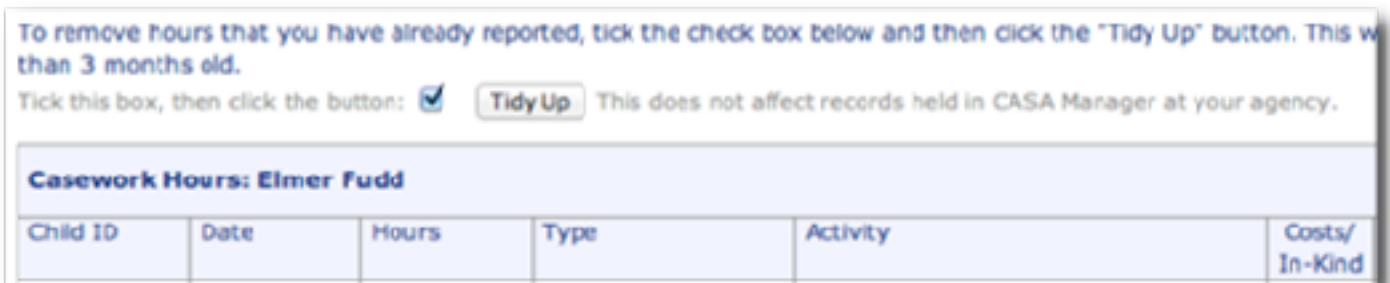 To remove hours that you have already reported, tick the check box below and then click the "Tidy Up" button. This w
than 3 months old.
Tick this box, then click the button: Tidy Up This does not affect records held in CASA Manager at your agency.
Casework Hours: Elmer Fudd
Child ID Date Hours Type Activity Costs/
In-Kind